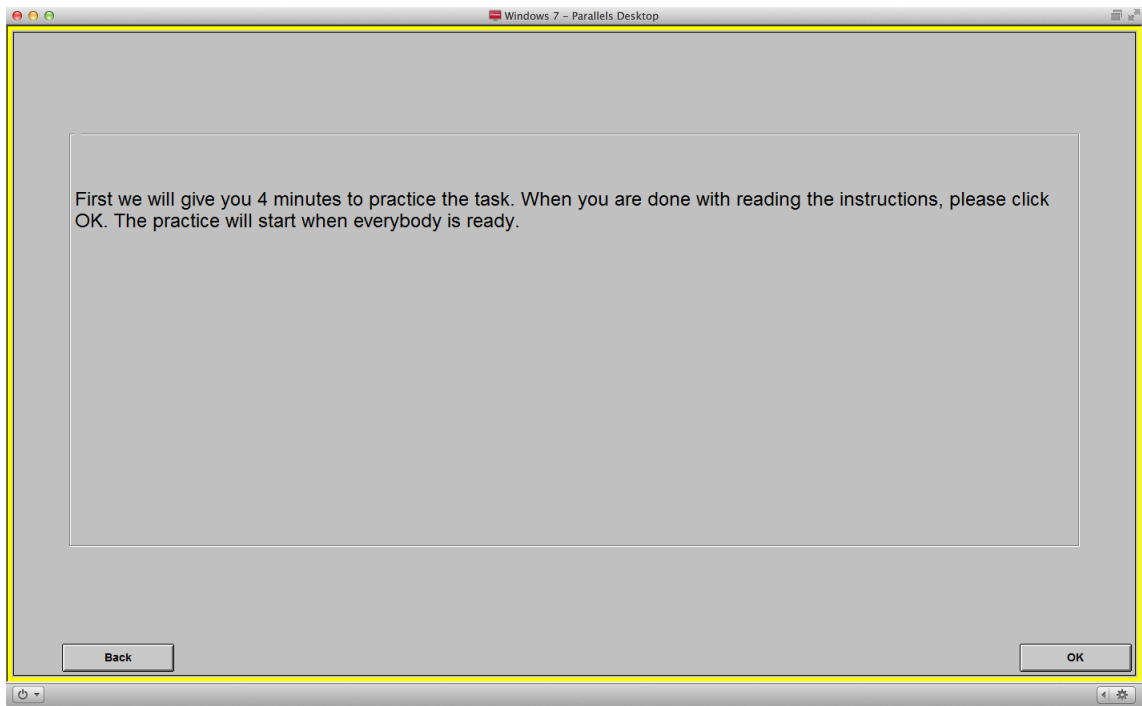 Windows 7 – Parallels Desktop
First we will give you 4 minutes to practice the task. When you are done with reading the instructions, please click
OK. The practice will start when everybody is ready.
Back
OK